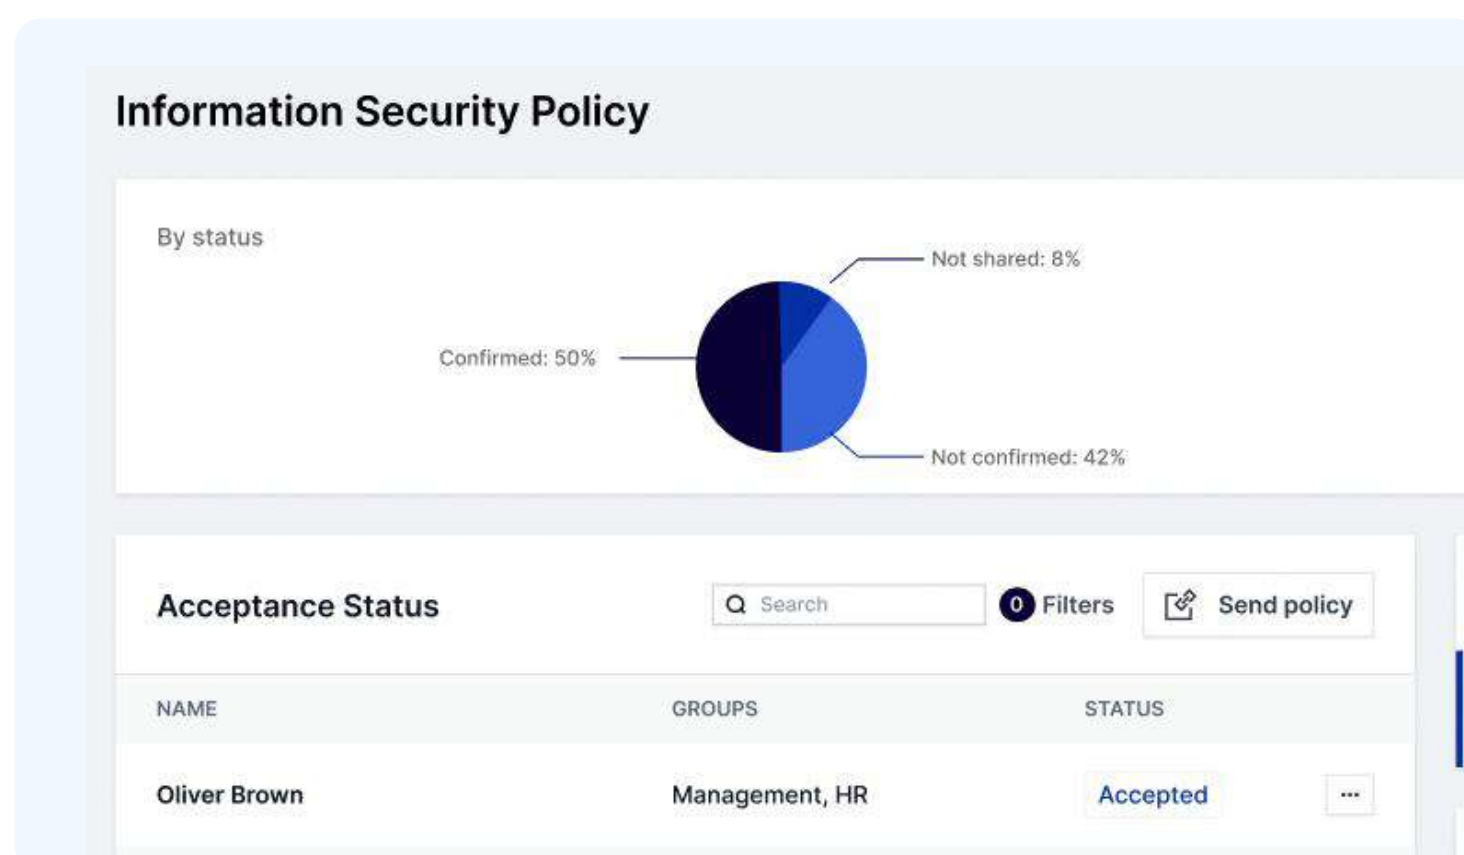 Information Security Policy
By status
Not shared: 8%
Confirmed: 50%
Not confirmed: 42%
Acceptance Status
Search
0 Filters
Send policy
NAME GROUPS STATUS
Oliver Brown Management, HR Accepted ...